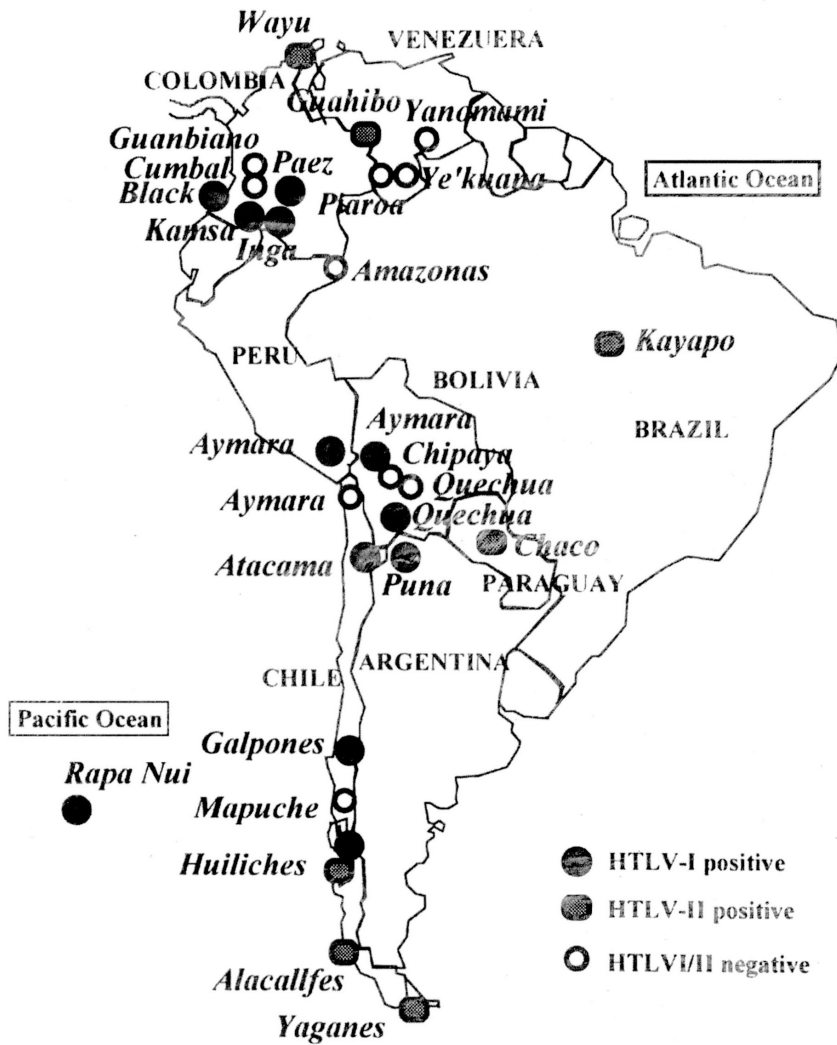 Wayu
VENEZUERA
COLOMBIA
Guahibo
Yanomami
Guanbiano
Cumbal
Paez
Black
Piaroa
Ye'kuana
Atlantic Ocean
Kamsa
Inga
Amazonas
Kayapo
PERU
BOLIVIA
Aymara
Aymara
BRAZIL
Chipaya
Quechua
Aymara
Quechua
Chaco
Atacama
Puna
PARAGUAY
ARGENTINA
CHILE
Pacific Ocean
Galpones
Rapa Nui
Mapuche
Huiliches
HTLV-I positive
HTLV-II positive
HTLVI/II negative
Alacallfes
Yaganes